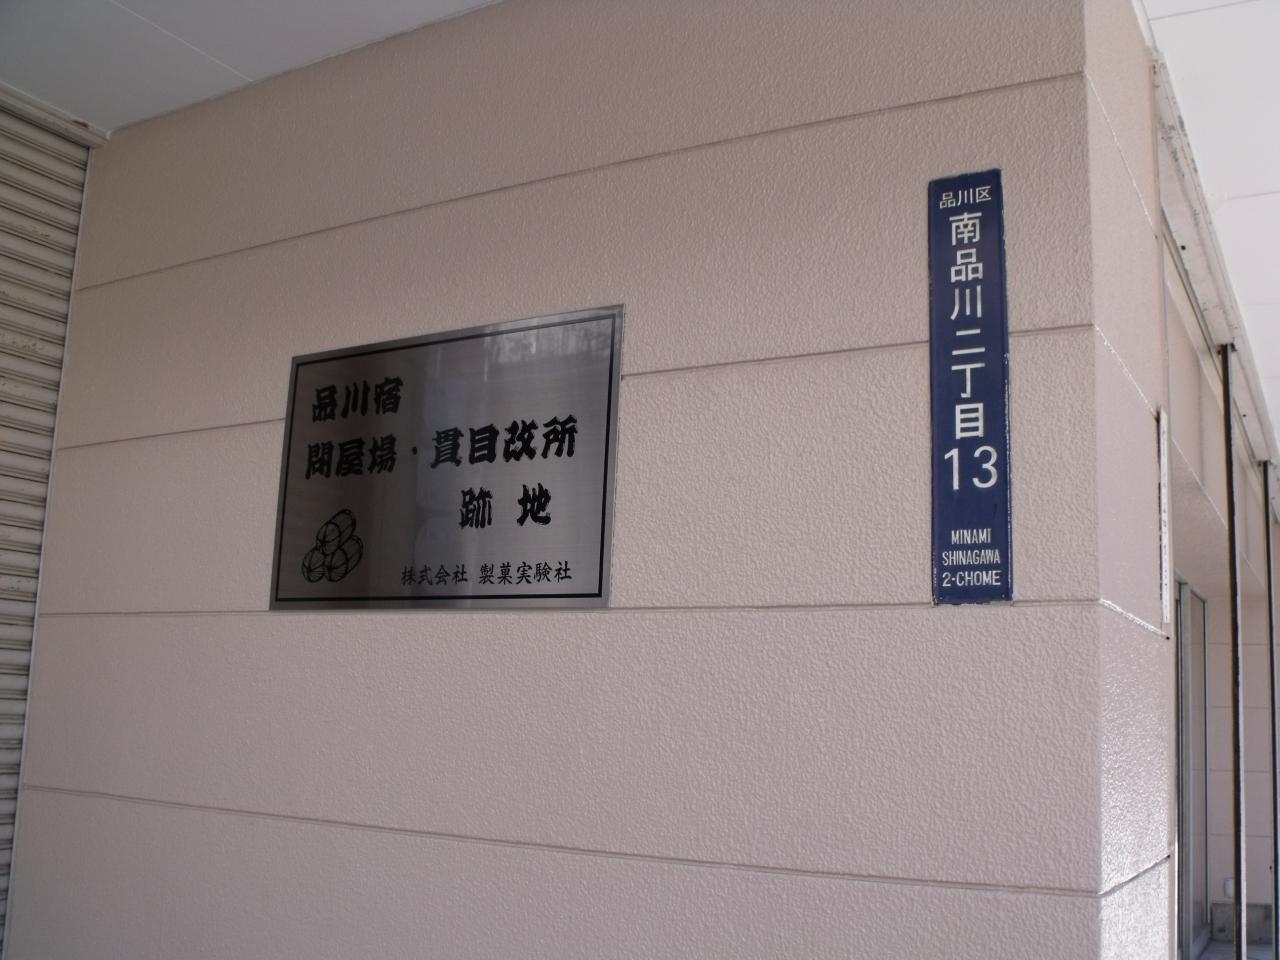 品川宿
問屋場・貫目改所
跡地
株式会社 製菓実験社
品川区
南品川二丁目
13
MINAMI
SHINAGAWA
2-CHOME